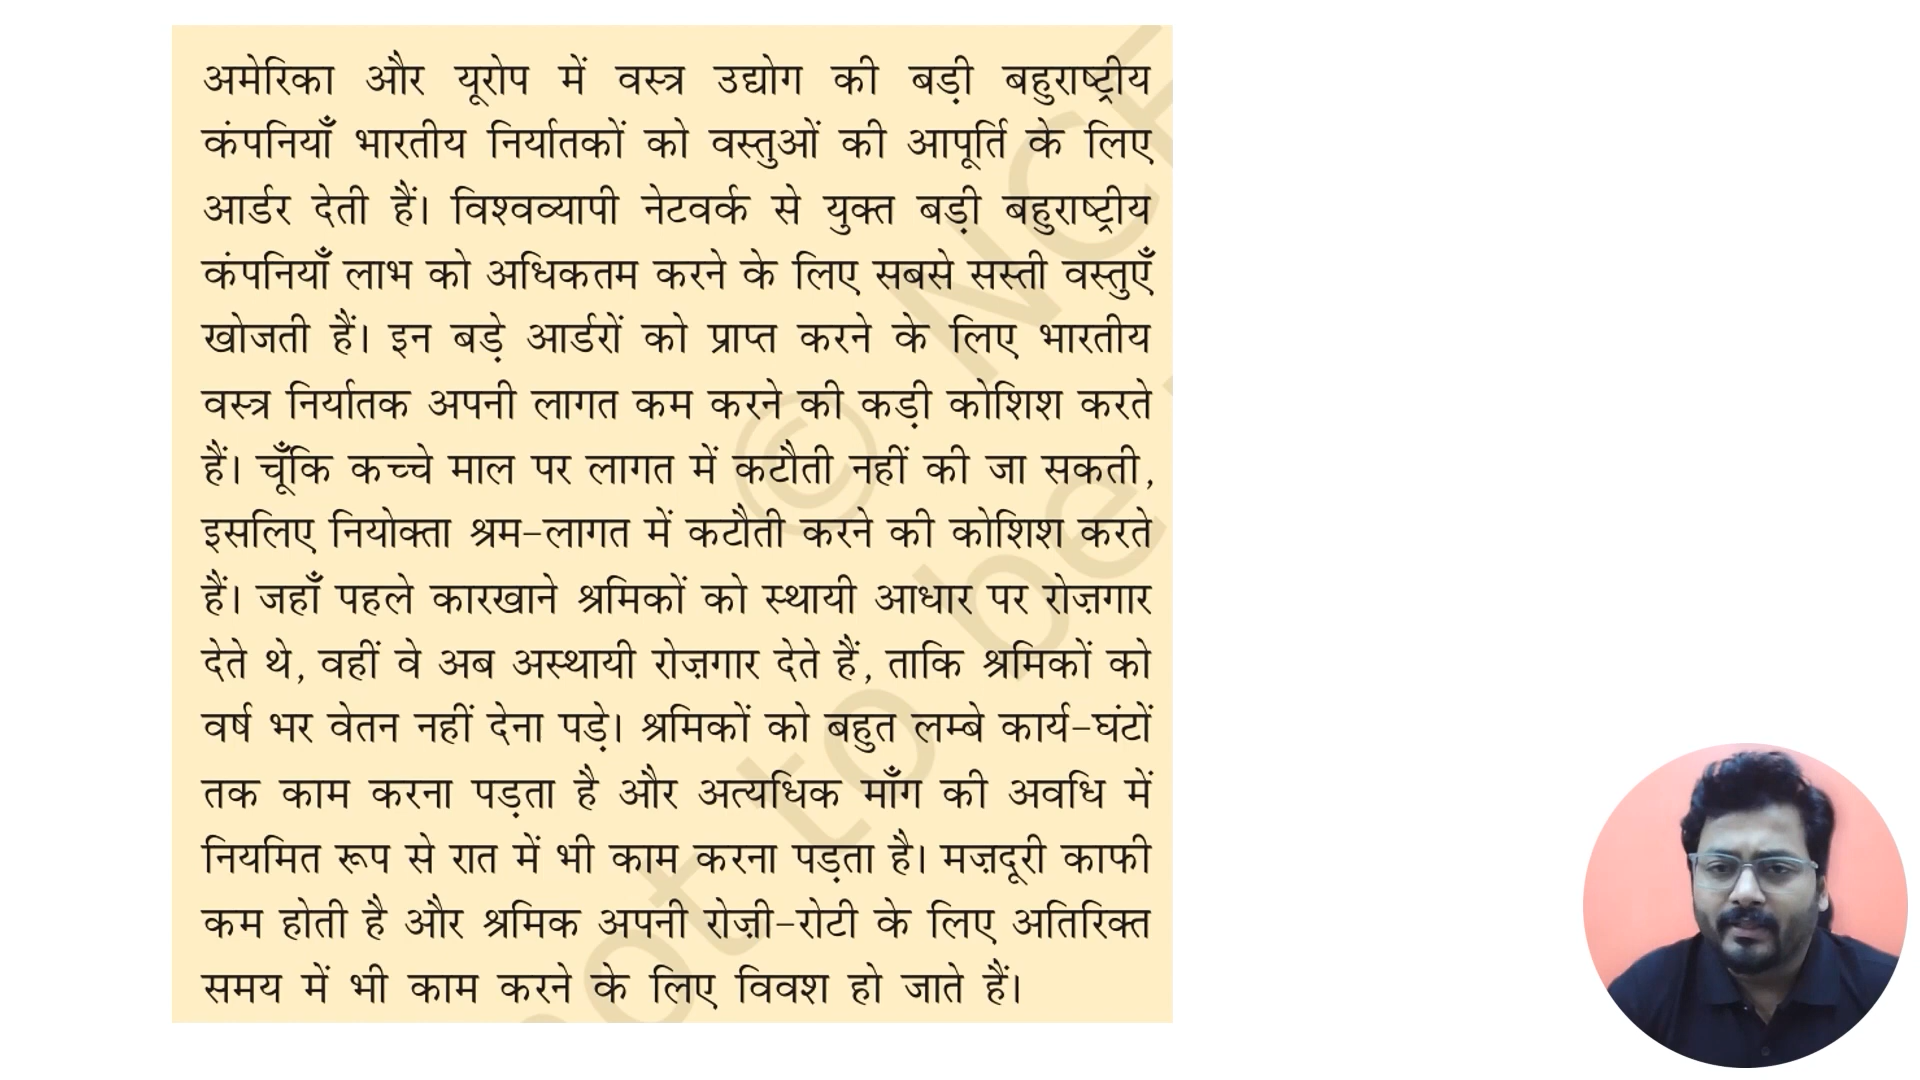 अमेरिका और यूरोप में वस्त्र उद्योग की बड़ी बहुराष्ट्रीय
कंपनियाँ भारतीय निर्यातकों को वस्तुओं की आपूर्ति के लिए
आर्डर देती हैं। विश्वव्यापी नेटवर्क से युक्त बड़ी बहुराष्ट्रीय
कंपनियाँ लाभ को अधिकतम करने के लिए सबसे सस्ती वस्तुएँ
खोजती हैं। इन बड़े आर्डरों को प्राप्त करने के लिए भारतीय
वस्त्र निर्यातक अपनी लागत कम करने की कड़ी कोशिश करते
हैं। चूँकि कच्चे माल पर लागत में कटौती नहीं की जा सकती,
इसलिए नियोक्ता श्रम-लागत में कटौती करने की कोशिश करते
हैं। जहाँ पहले कारखाने श्रमिकों को स्थायी आधार पर रोज़गार
देते थे, वहीं वे अब अस्थायी रोज़गार देते हैं, ताकि श्रमिकों को
वर्ष भर वेतन नहीं देना पड़े। श्रमिकों को बहुत लम्बे कार्य-घंटों
तक काम करना पड़ता है और अत्यधिक माँग की अवधि में
नियमित रूप से रात में भी काम करना पड़ता है। मज़दूरी काफी
कम होती है और श्रमिक अपनी रोज़ी-रोटी के लिए अतिरिक्त
समय में भी काम करने के लिए विवश हो जाते हैं।
© NCE
not to be